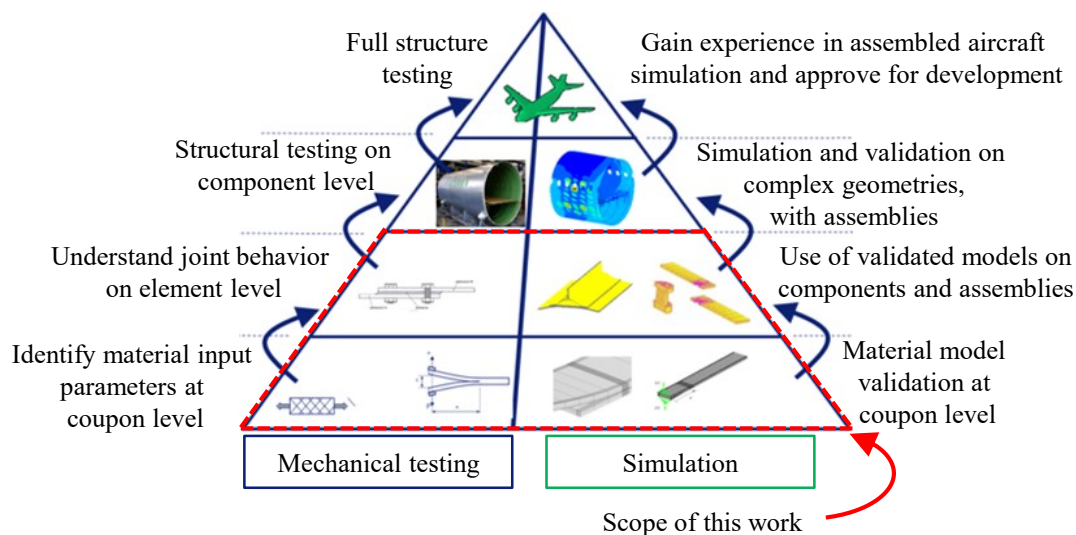 Full structure
testing
Gain experience in assembled aircraft
simulation and approve for development
Structural testing on
component level
Simulation and validation on
complex geometries,
with assemblies
Understand joint behavior
on element level
Use of validated models on
components and assemblies
Identify material input
parameters at
coupon level
Material model
validation at
coupon level
Mechanical testing
Simulation
Scope of this work